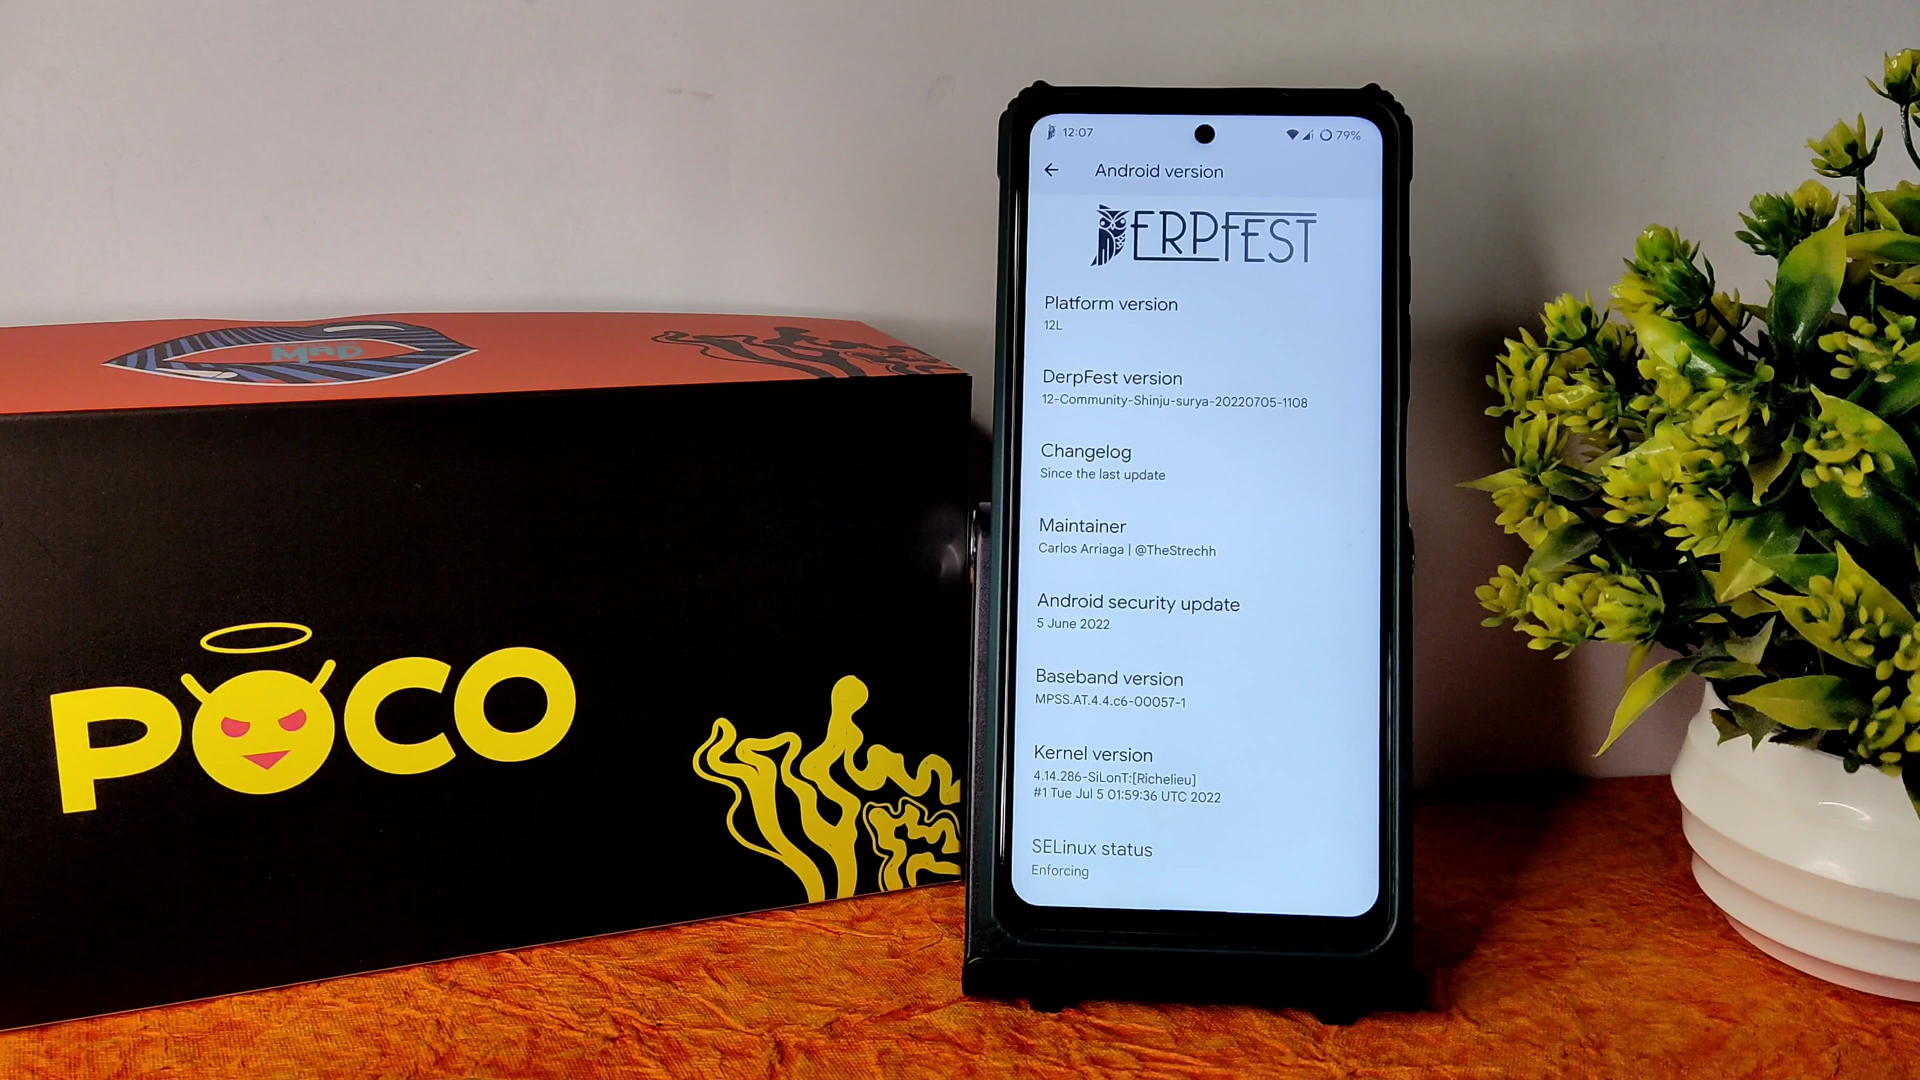 MAD
POCO
12:07
79%
Android version
DERPFEST
Platform version
12L
DerpFest version
12-Community-Shinju-surya-20220705-1108
Changelog
Since the last update
Maintainer
Carlos Arriaga | @TheStrechh
Android security update
5 June 2022
Baseband version
MPSS.AT.4.4.c6-00057-1
Kernel version
4.14.286-SiLonT:[Richelieu]
#1 Tue Jul 5 01:59:36 UTC 2022
SELinux status
Enforcing